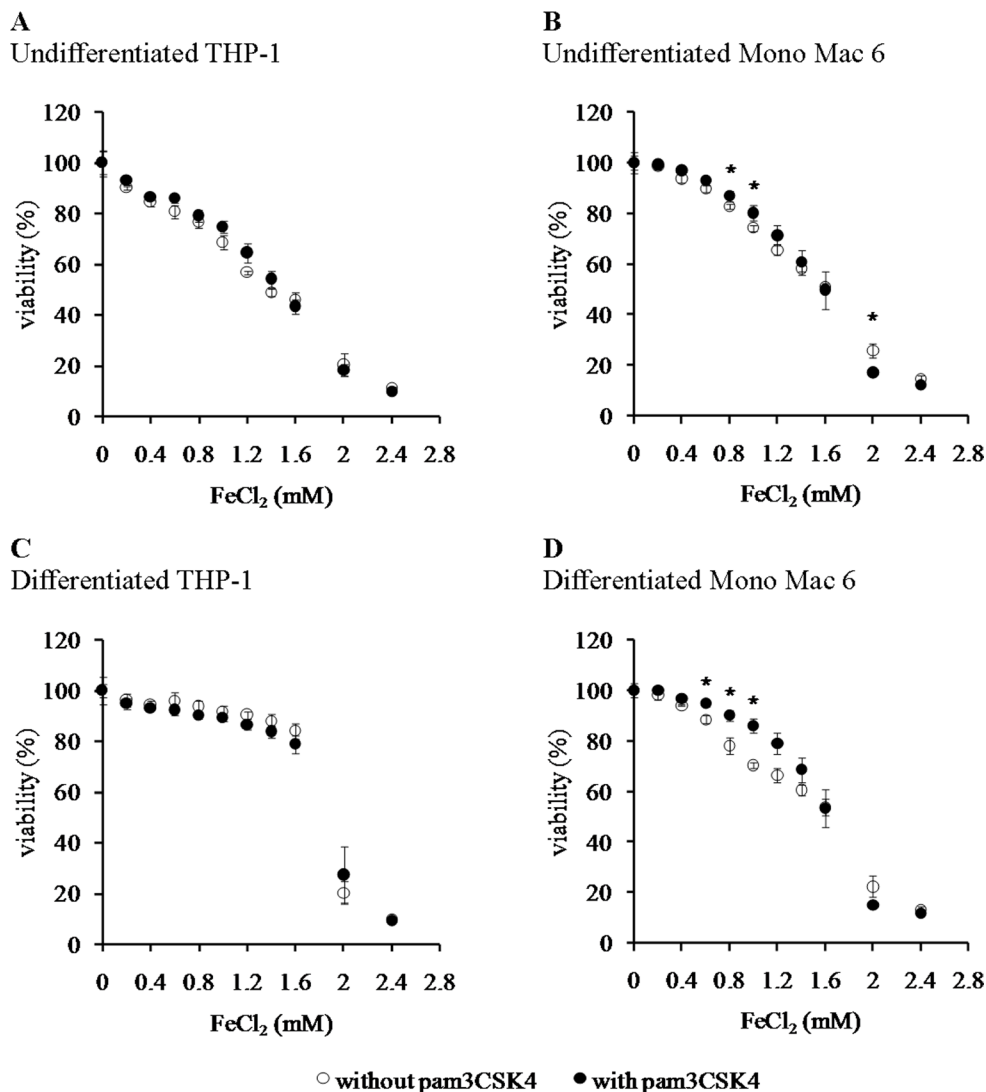 A
Undifferentiated THP-1
120
100
80
60
40
20
0
viability (%)
0 0.4 0.8 1.2 1.6 2 2.4 2.8
FeCl₂ (mM)
B
Undifferentiated Mono Mac 6
120
100
80
60
40
20
0
viability (%)
* *
*
0 0.4 0.8 1.2 1.6 2 2.4 2.8
FeCl₂ (mM)
C
Differentiated THP-1
120
100
80
60
40
20
0
viability (%)
0 0.4 0.8 1.2 1.6 2 2.4 2.8
FeCl₂ (mM)
D
Differentiated Mono Mac 6
120
100
80
60
40
20
0
viability (%)
* * *
0 0.4 0.8 1.2 1.6 2 2.4 2.8
FeCl₂ (mM)
○ without pam3CSK4 ● with pam3CSK4